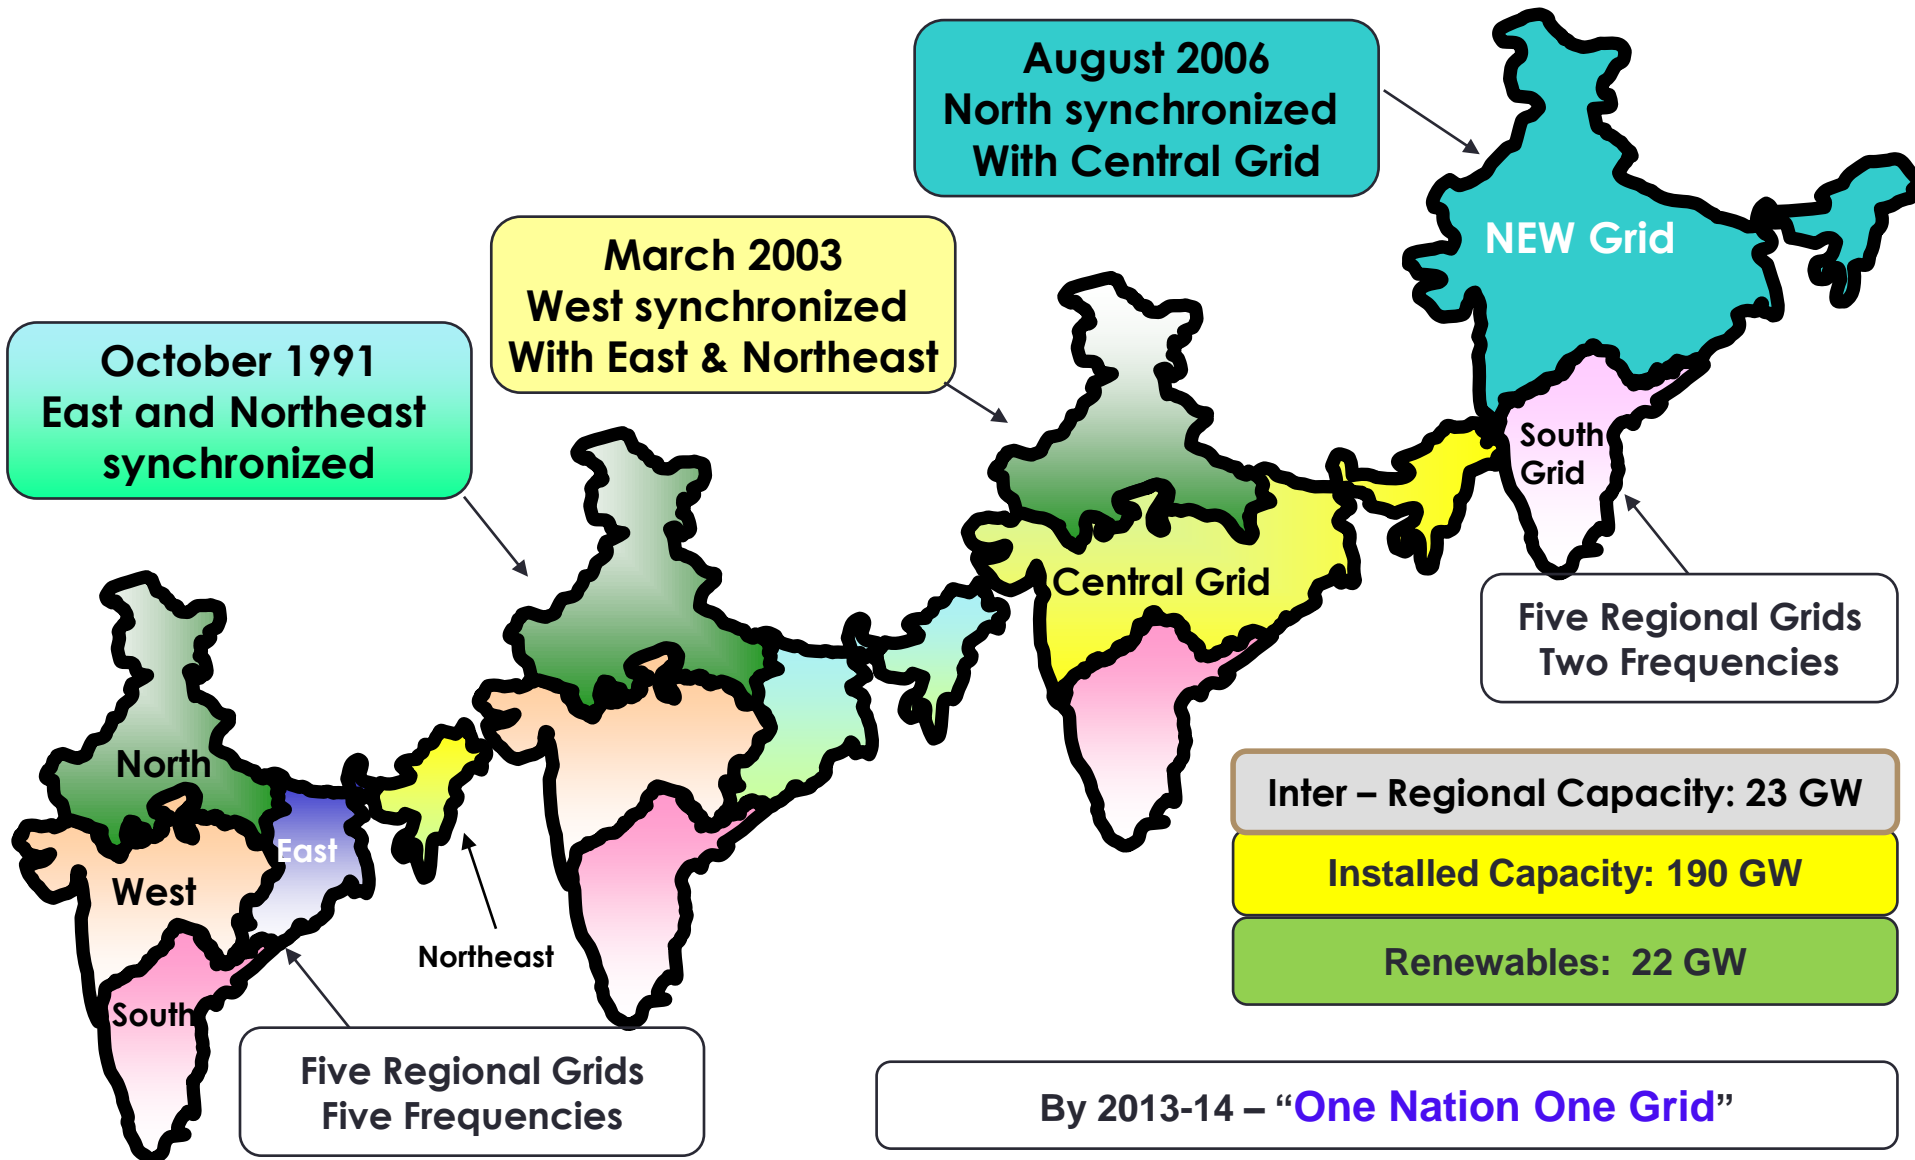 August 2006
North synchronized
With Central Grid
NEW Grid
March 2003
West synchronized
With East & Northeast
October 1991
East and Northeast
synchronized
South
Grid
Central Grid
Five Regional Grids
Two Frequencies
North
East
West
Northeast
South
Five Regional Grids
Five Frequencies
Inter – Regional Capacity: 23 GW
Installed Capacity: 190 GW
Renewables:  22 GW
By 2013-14 – “One Nation One Grid”